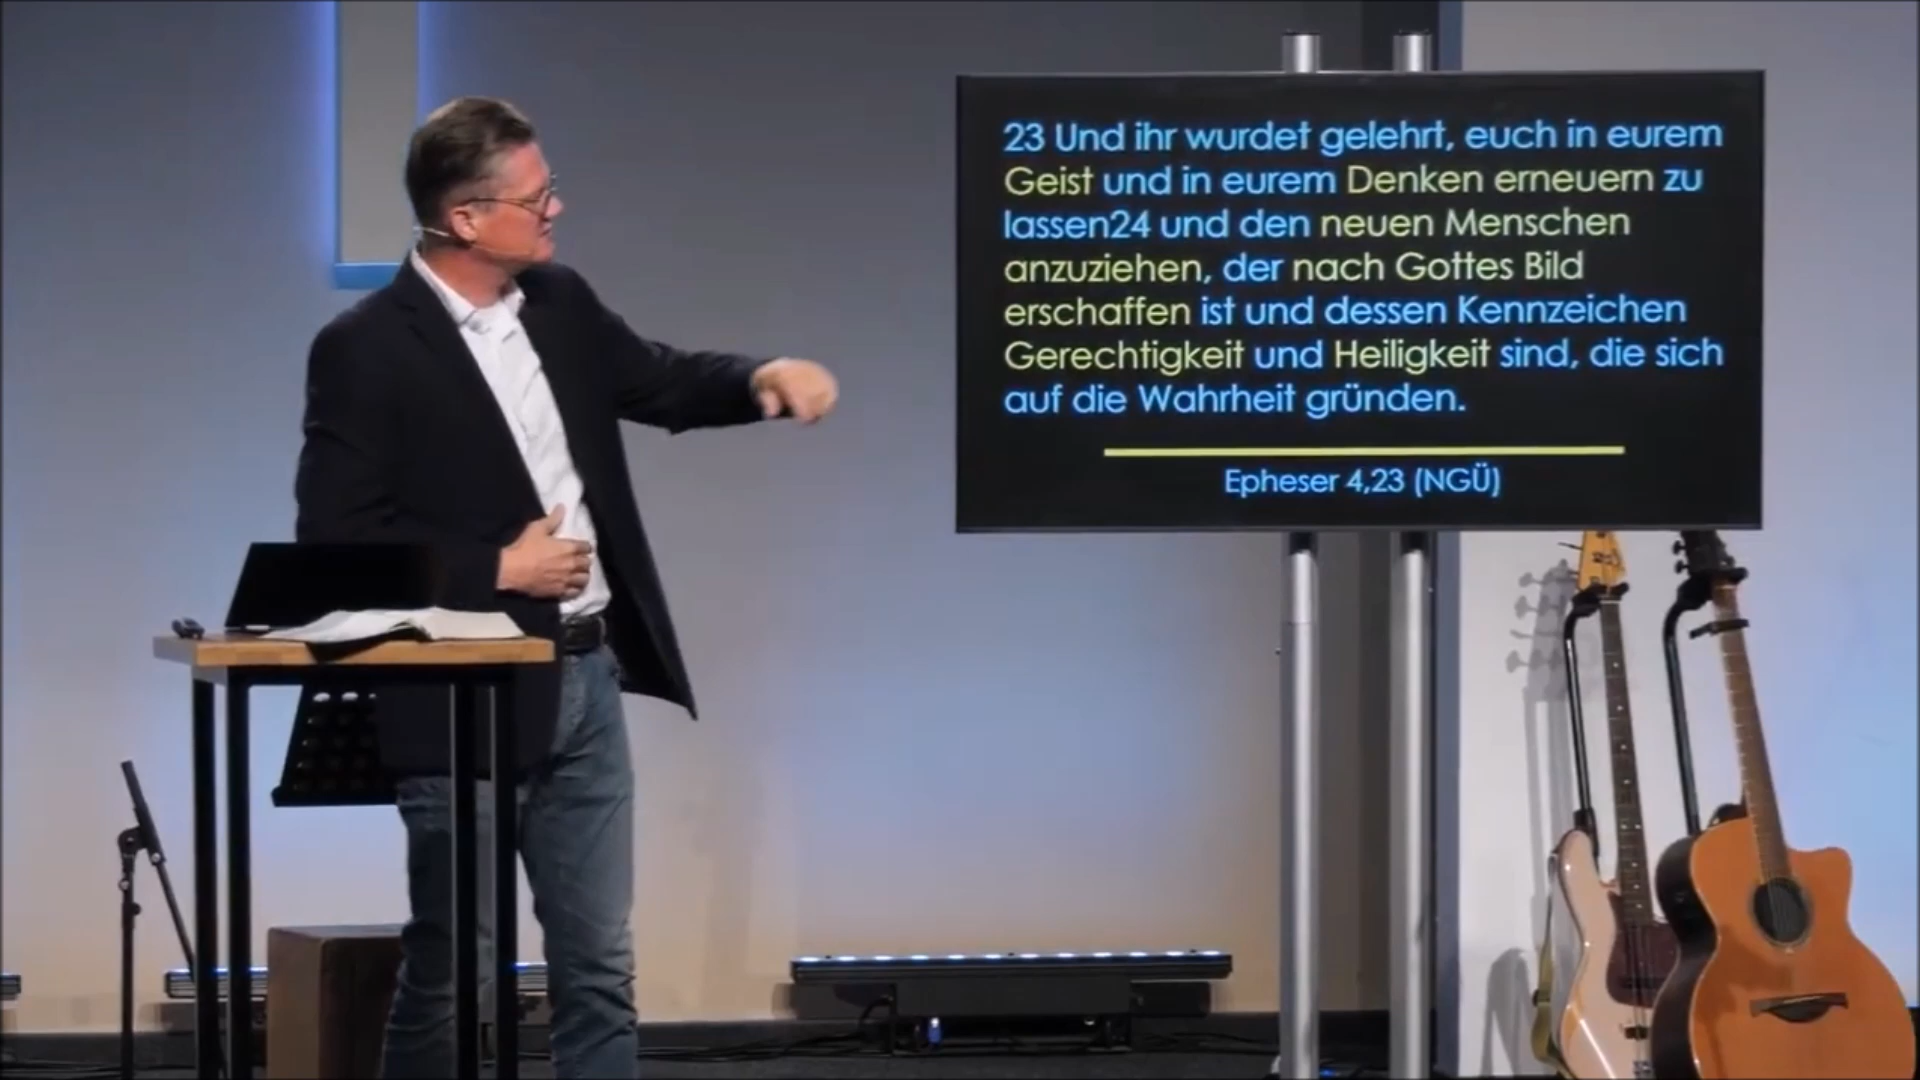 23 Und ihr wurdet gelehrt, euch in eurem
Geist und in eurem Denken erneuern zu
lassen24 und den neuen Menschen
anzuziehen, der nach Gottes Bild
erschaffen ist und dessen Kennzeichen
Gerechtigkeit und Heiligkeit sind, die sich
auf die Wahrheit gründen.
Epheser 4,23 (NGÜ)